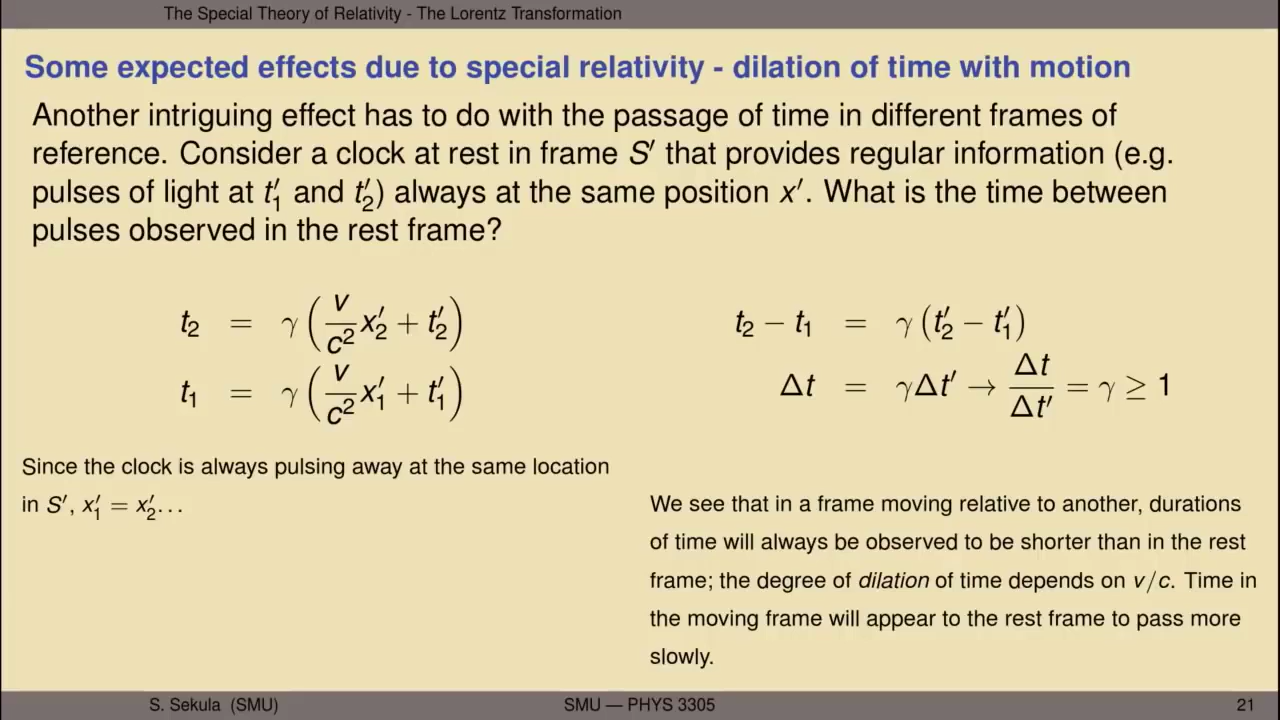 The Special Theory of Relativity - The Lorentz Transformation
Some expected effects due to special relativity - dilation of time with motion
Another intriguing effect has to do with the passage of time in different frames of
reference. Consider a clock at rest in frame S′ that provides regular information (e.g.
pulses of light at t′₁ and t′₂) always at the same position x′. What is the time between
pulses observed in the rest frame?
t₂ = γ(v/c² x′₂ + t′₂)
t₁ = γ(v/c² x′₁ + t′₁)
Since the clock is always pulsing away at the same location
in S′, x′₁ = x′₂...
t₂ − t₁ = γ(t′₂ − t′₁)
Δt = γΔt′ → Δt/Δt′ = γ ≥ 1
We see that in a frame moving relative to another, durations
of time will always be observed to be shorter than in the rest
frame; the degree of dilation of time depends on v/c. Time in
the moving frame will appear to the rest frame to pass more
slowly.
S. Sekula (SMU)
SMU — PHYS 3305
21